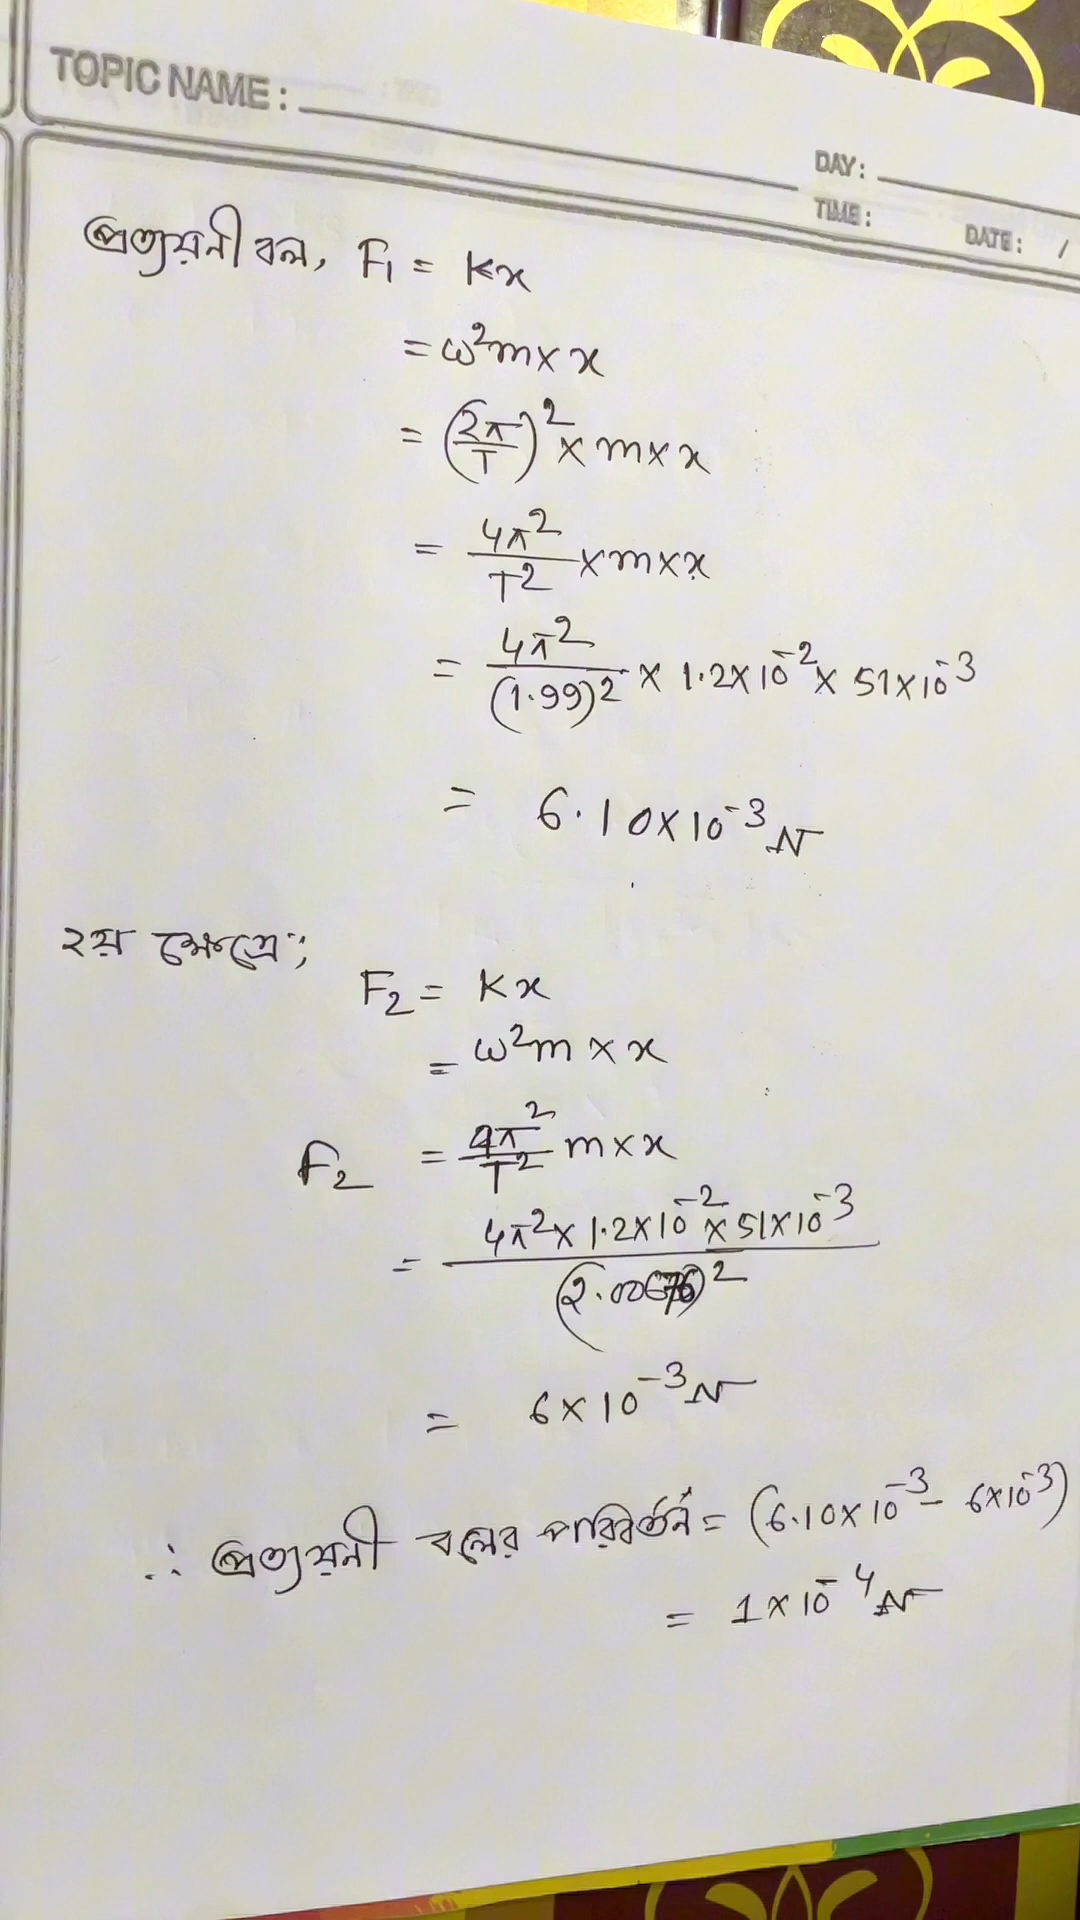 TOPIC NAME :
DAY :
TIME :
DATE : /
প্রত্যয়নী বল, F₁ = Kx
= ω²m × x
= (2π/T)² × m × x
= 4π²/T² × m × x
= 4π²/(1.99)² × 1.2×10⁻² × 51×10⁻³
= 6.10×10⁻³ N
২য় ক্ষেত্রে;
F₂ = Kx
= ω²m × x
F₂ = 4π²/T² m × x
= 4π² × 1.2×10⁻² × 51×10⁻³ / ()²
= 6×10⁻³ N
∴ প্রত্যয়নী বলের পরিবর্তন = (6.10×10⁻³ - 6×10⁻³)
= 1×10⁻⁴ N